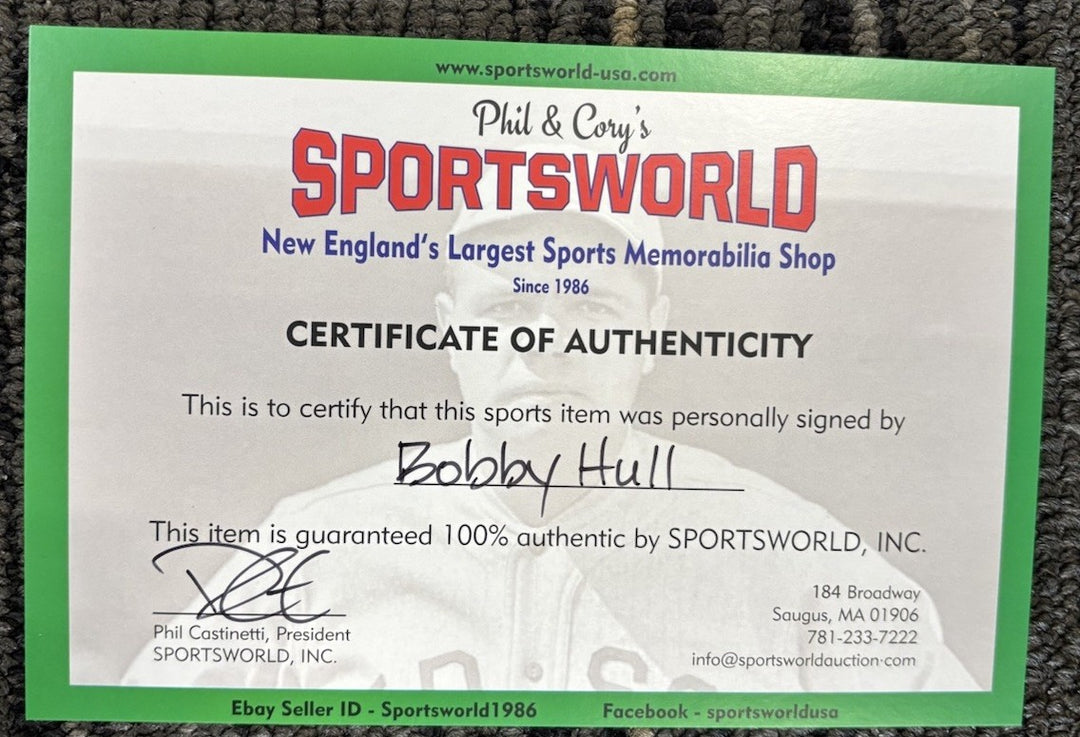 www.sportsworld-usa.com
Phil & Cory's
SPORTSWORLD
New England's Largest Sports Memorabilia Shop
Since 1986
CERTIFICATE OF AUTHENTICITY
This is to certify that this sports item was personally signed by
Bobby Hull
This item is guaranteed 100% authentic by SPORTSWORLD, INC.
Phil Castinetti, President
SPORTSWORLD, INC.
184 Broadway
Saugus, MA 01906
781-233-7222
info@sportsworldauction.com
Ebay Seller ID - Sportsworld1986
Facebook - sportsworldusa